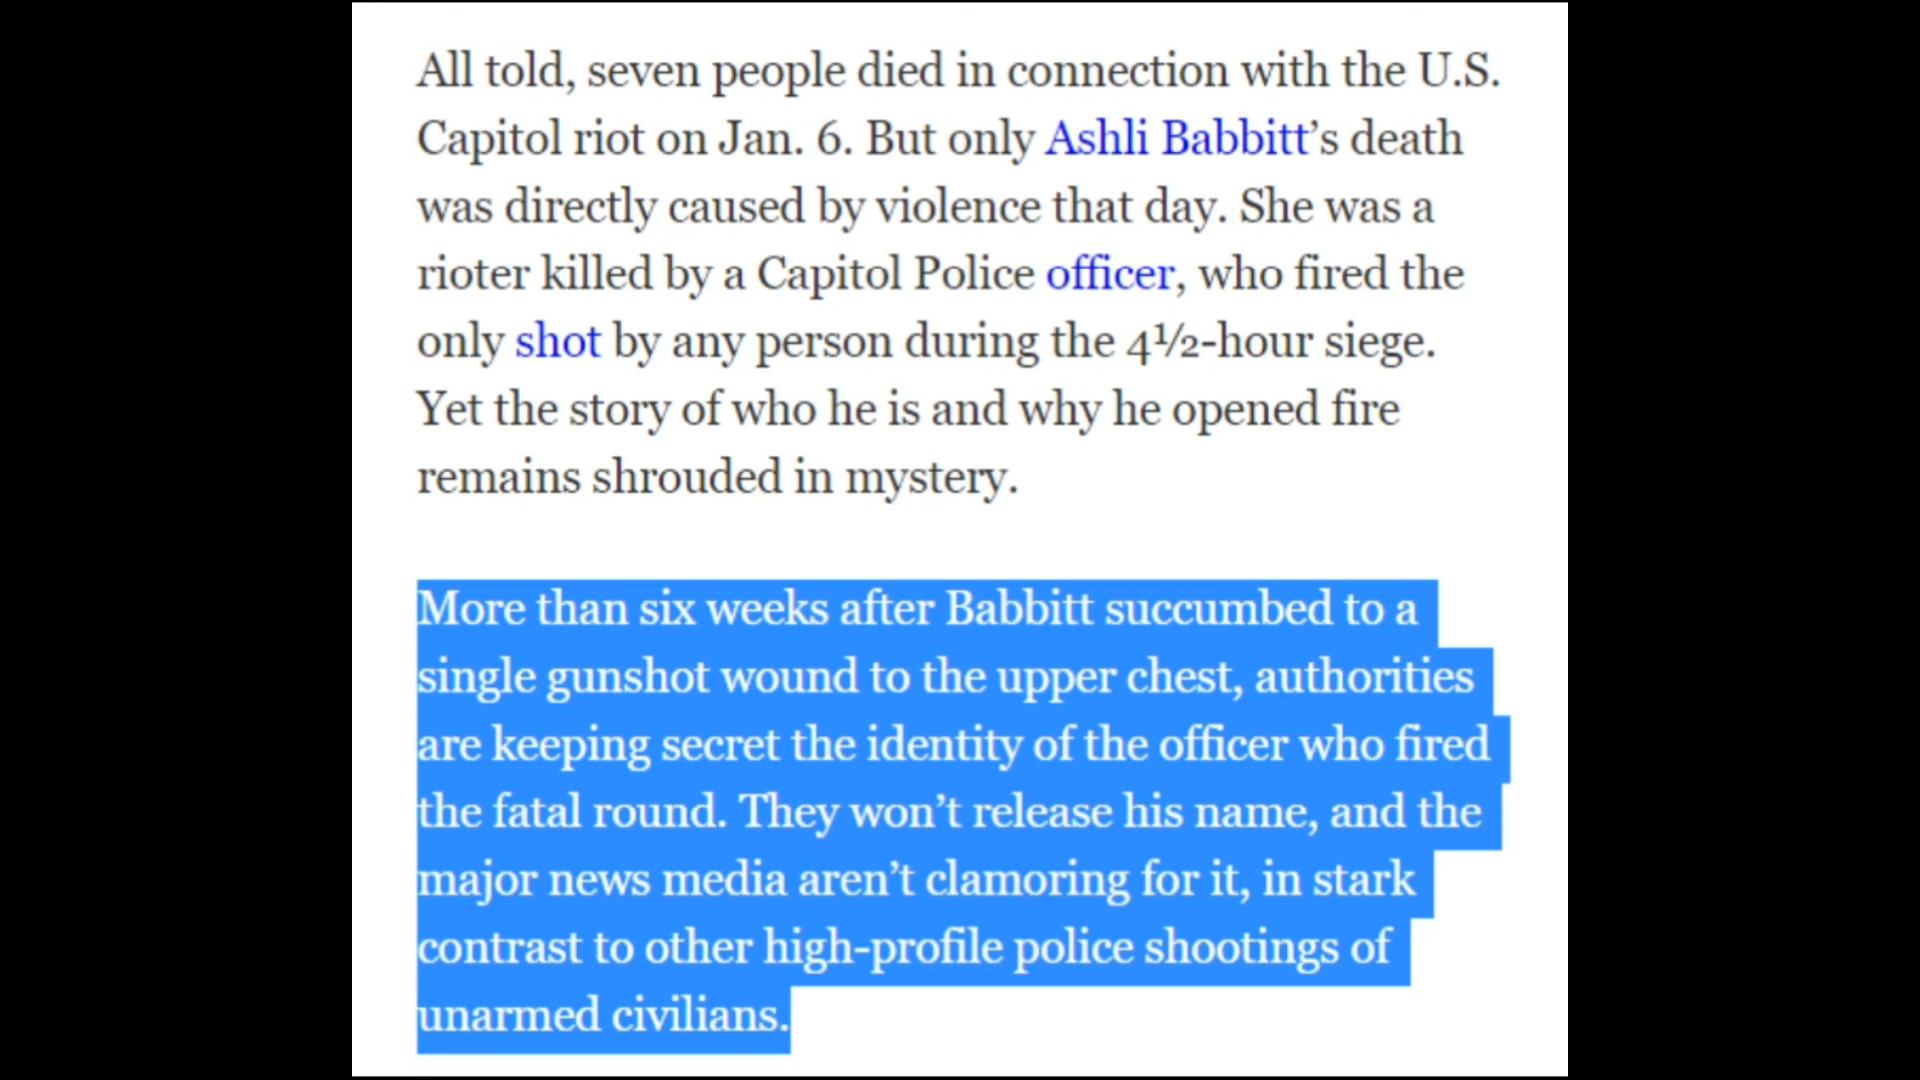 All told, seven people died in connection with the U.S.
Capitol riot on Jan. 6. But only Ashli Babbitt’s death
was directly caused by violence that day. She was a
rioter killed by a Capitol Police officer, who fired the
only shot by any person during the 4½-hour siege.
Yet the story of who he is and why he opened fire
remains shrouded in mystery.
More than six weeks after Babbitt succumbed to a
single gunshot wound to the upper chest, authorities
are keeping secret the identity of the officer who fired
the fatal round. They won’t release his name, and the
major news media aren’t clamoring for it, in stark
contrast to other high-profile police shootings of
unarmed civilians.